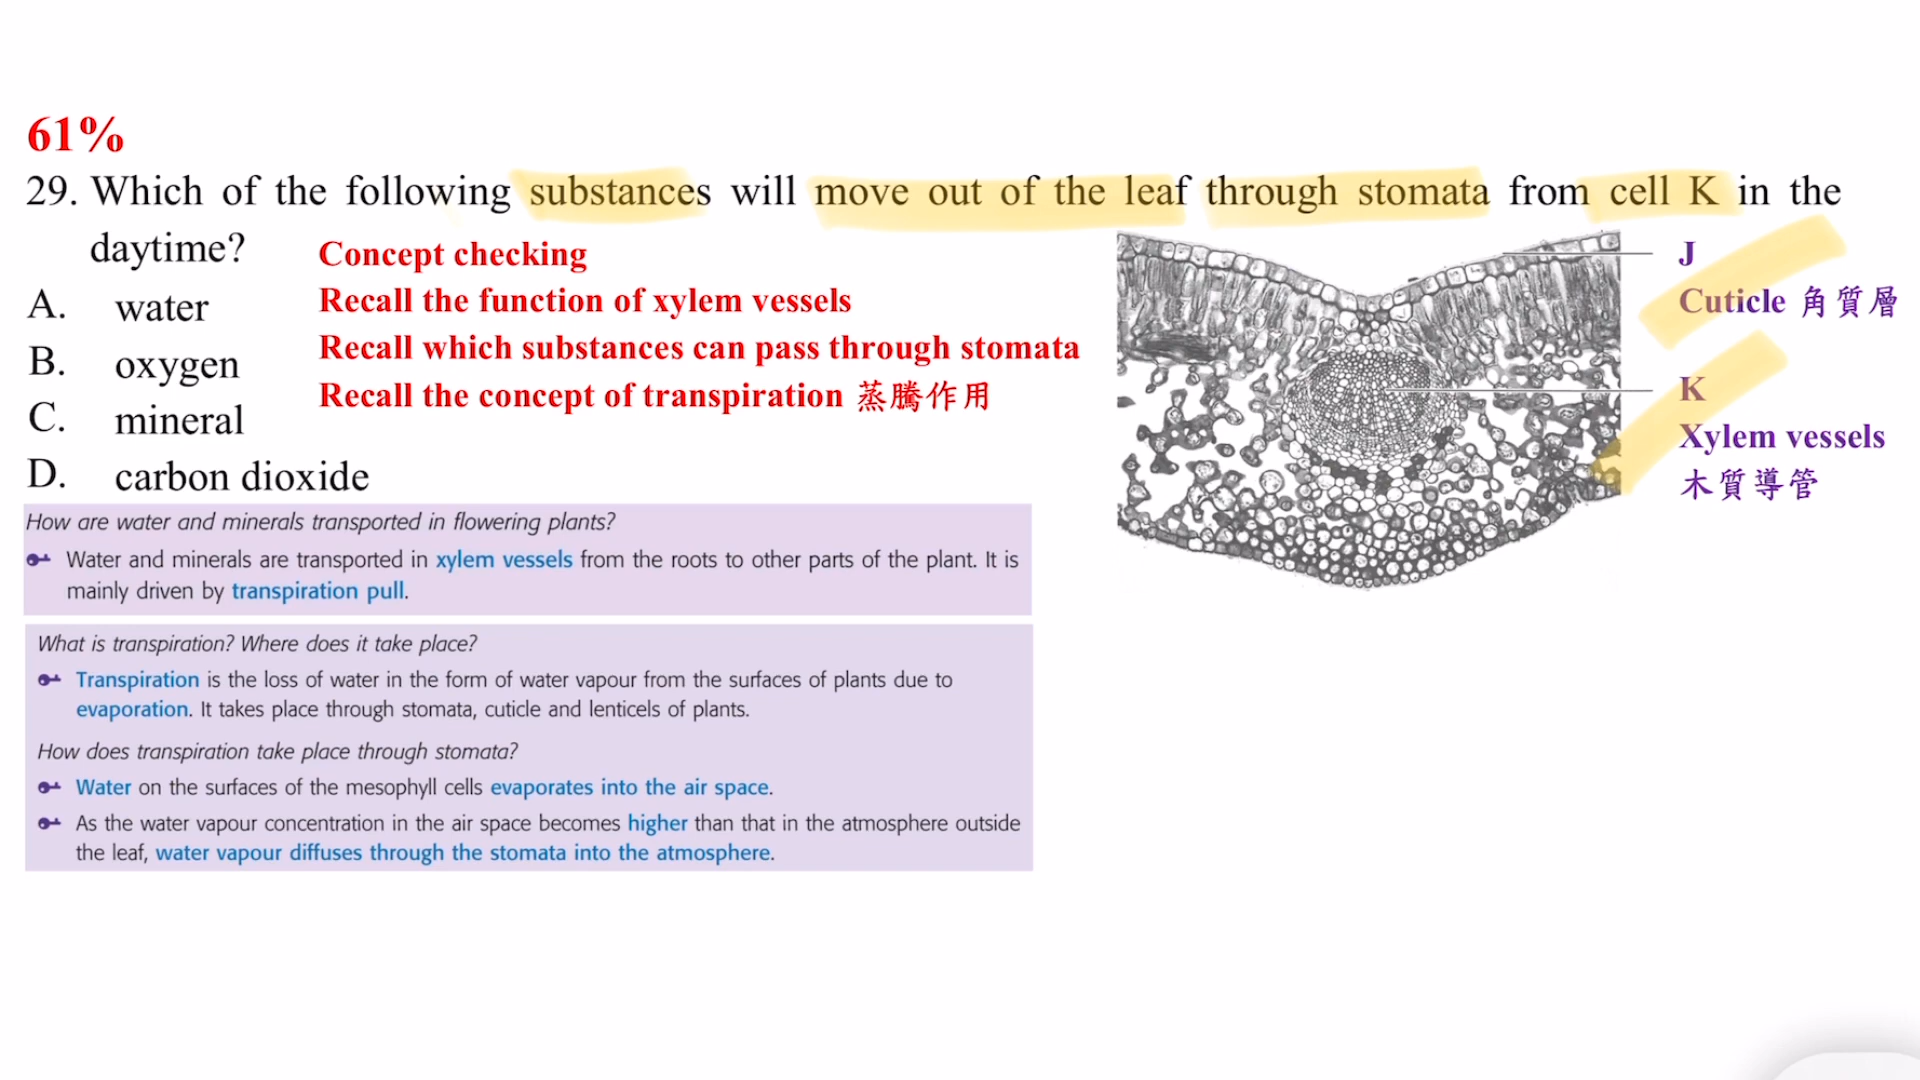 61%
29. Which of the following substances will move out of the leaf through stomata from cell K in the
daytime?
A. water
B. oxygen
C. mineral
D. carbon dioxide
Concept checking
Recall the function of xylem vessels
Recall which substances can pass through stomata
Recall the concept of transpiration 蒸騰作用
J
Cuticle 角質層
K
Xylem vessels
木質導管
How are water and minerals transported in flowering plants?
Water and minerals are transported in xylem vessels from the roots to other parts of the plant. It is
mainly driven by transpiration pull.
What is transpiration? Where does it take place?
Transpiration is the loss of water in the form of water vapour from the surfaces of plants due to
evaporation. It takes place through stomata, cuticle and lenticels of plants.
How does transpiration take place through stomata?
Water on the surfaces of the mesophyll cells evaporates into the air space.
As the water vapour concentration in the air space becomes higher than that in the atmosphere outside
the leaf, water vapour diffuses through the stomata into the atmosphere.